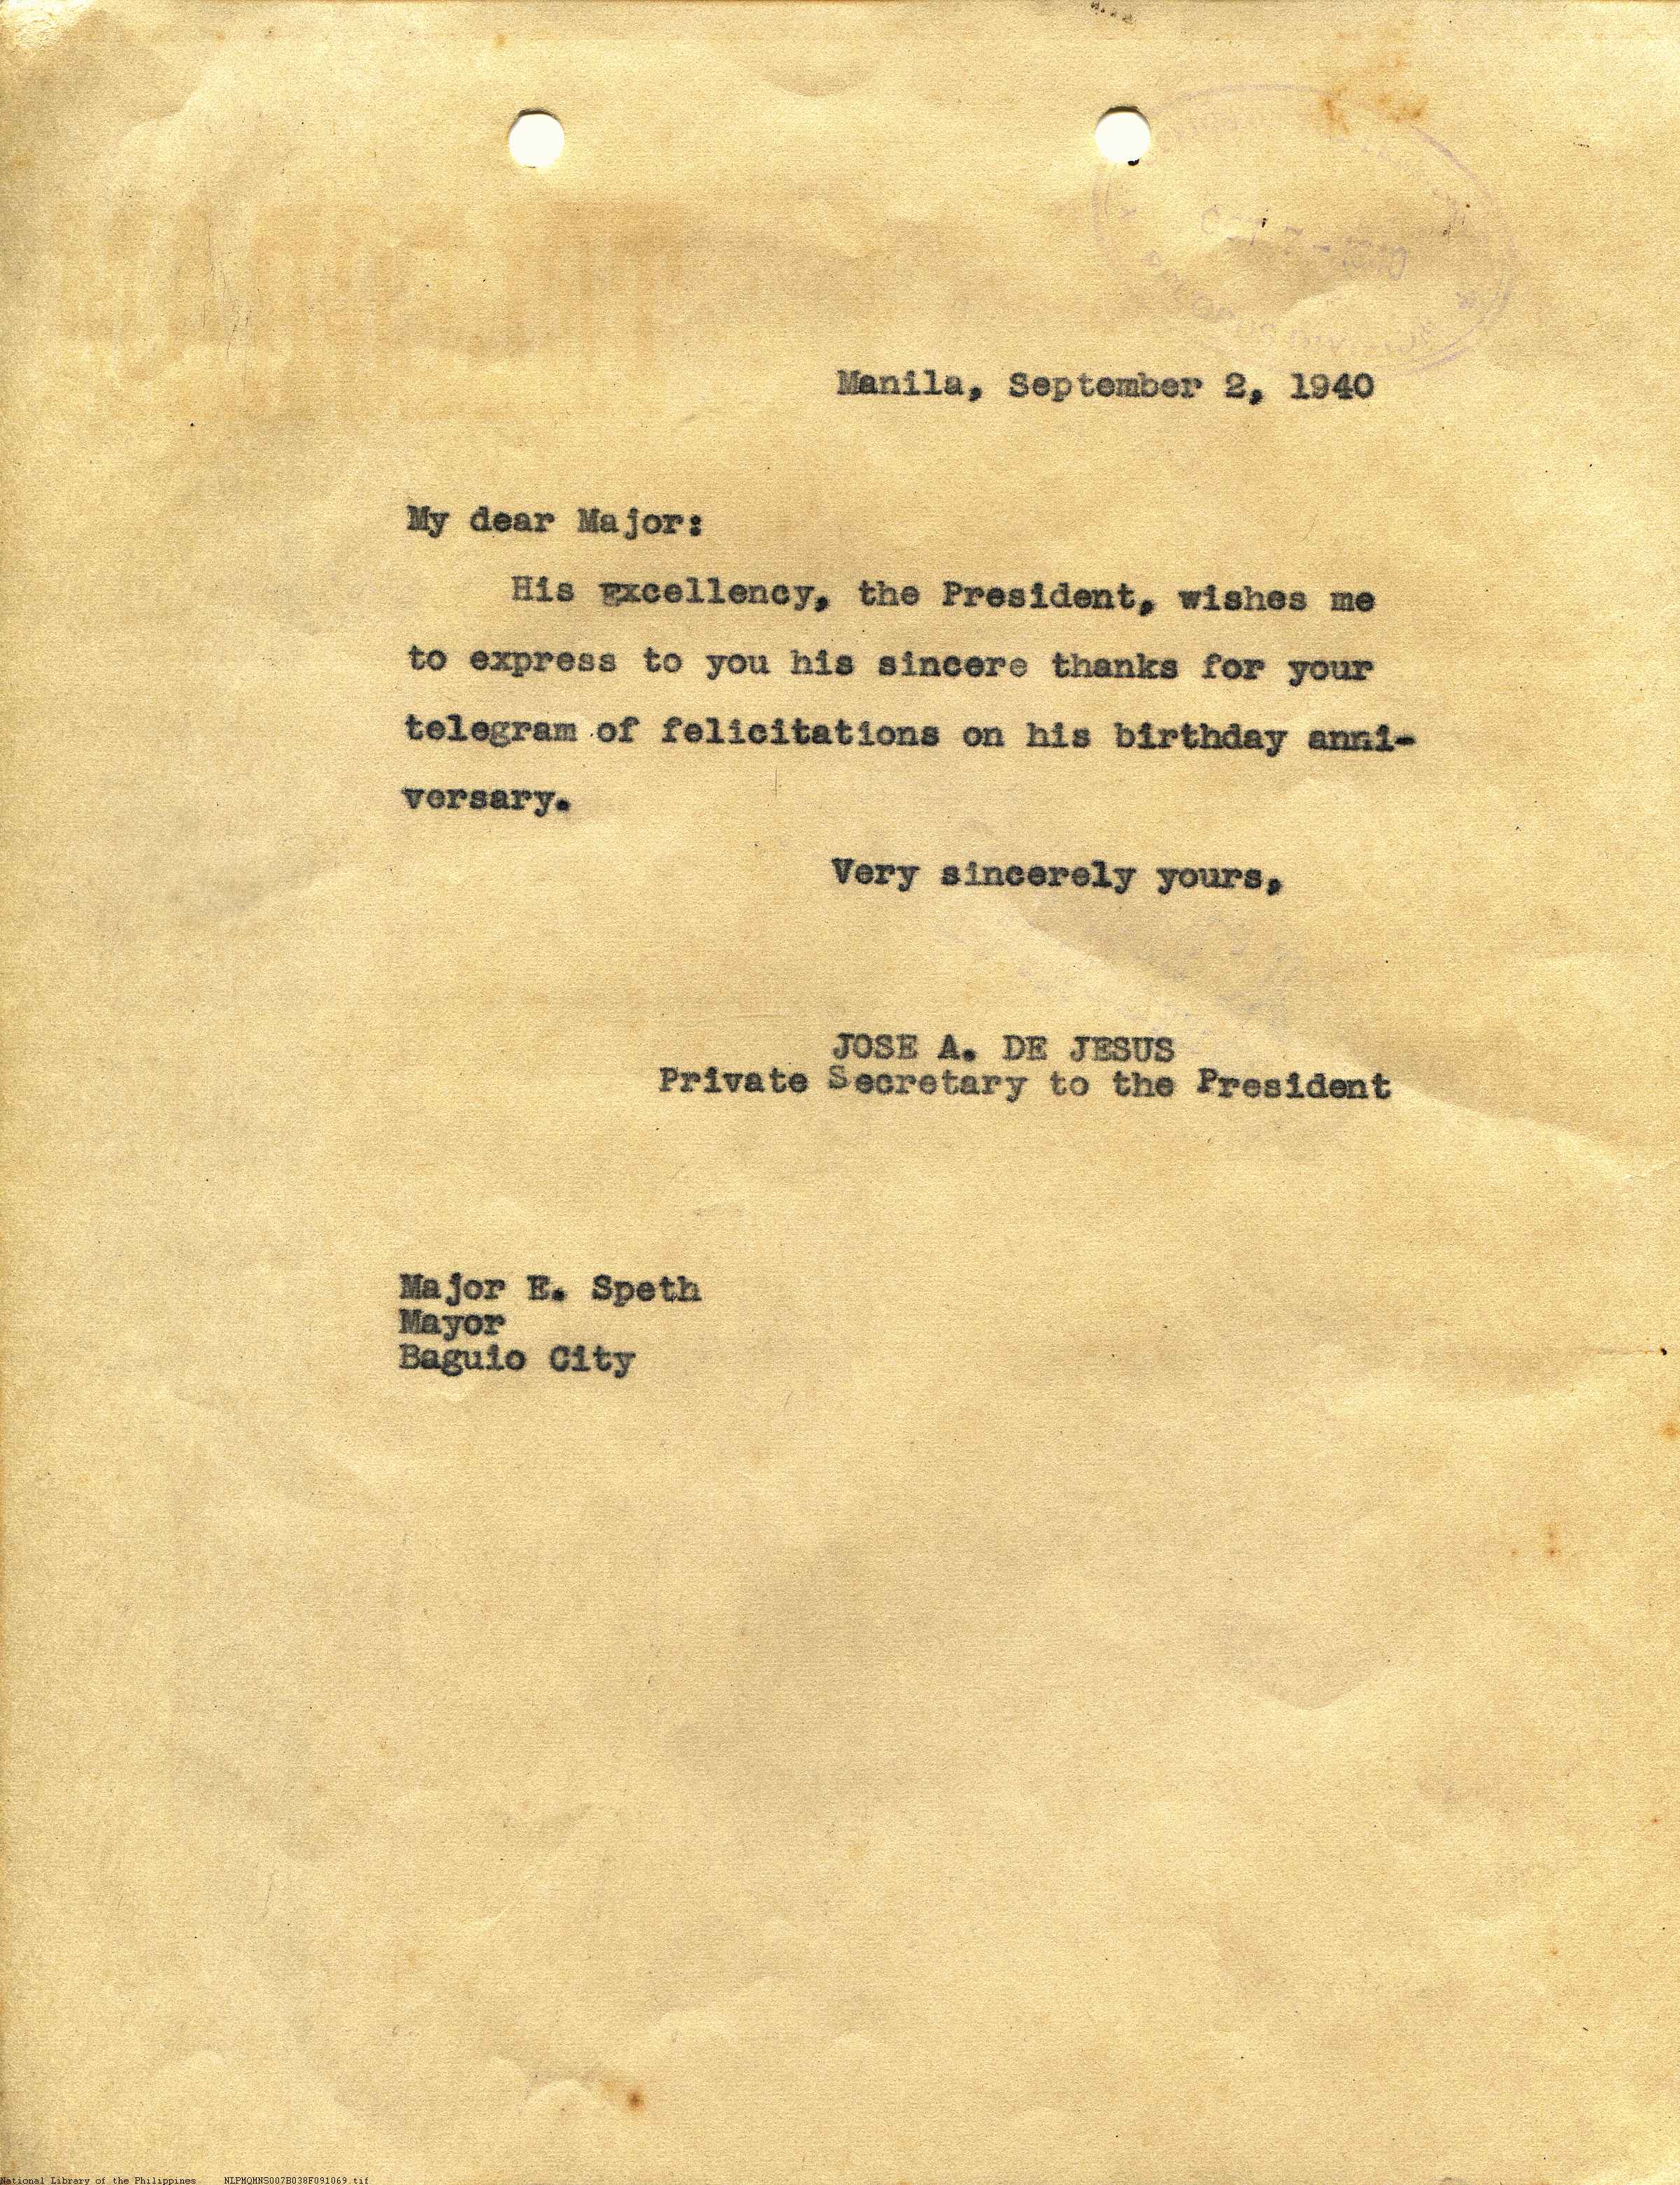 Manila, September 2, 1940
My dear Major:
His Excellency, the President, wishes me
to express to you his sincere thanks for your
telegram of felicitations on his birthday anni-
versary.
Very sincerely yours,
JOSE A. DE JESUS
Private Secretary to the President
Major E. Speth
Mayor
Baguio City
National Library of the Philippines NLPMQMNS007B038F091069.tif